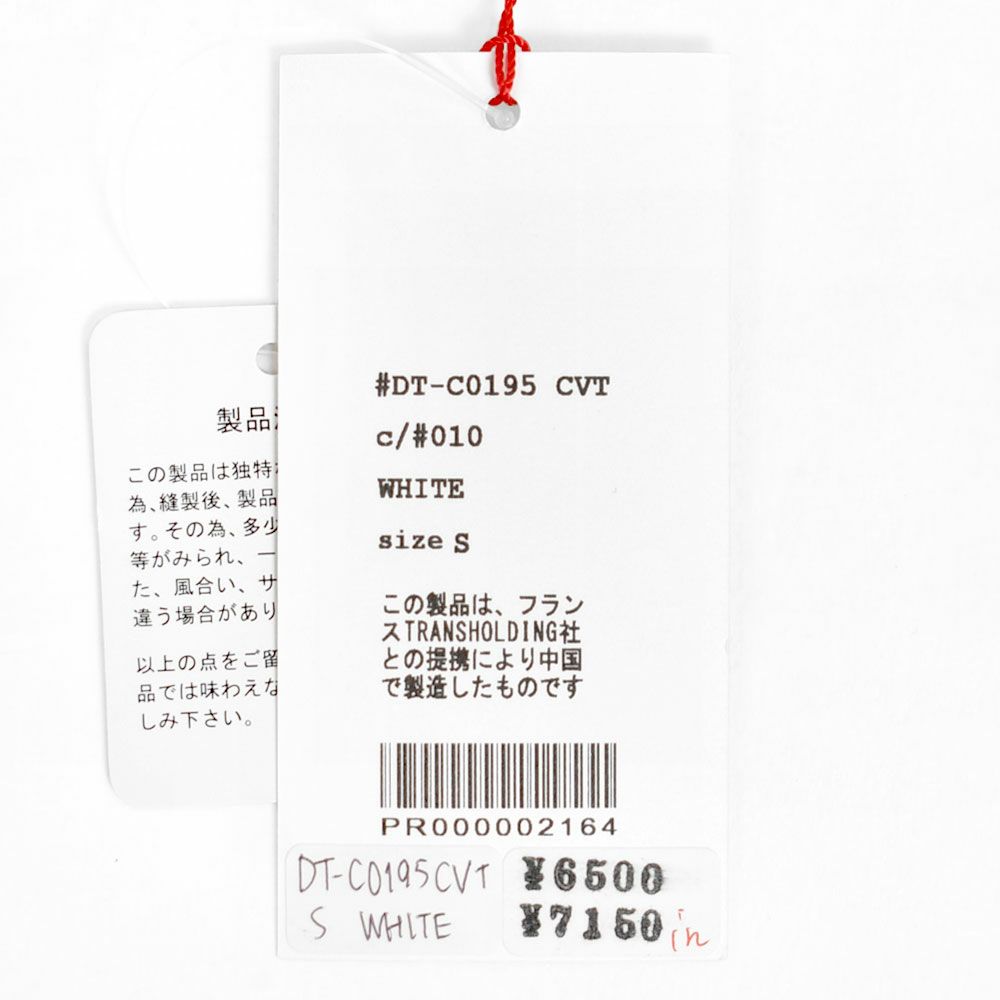 #DT-C0195 CVT
c/#010
WHITE
size S
この製品は、フラン
スTRANSHOLDING社
との提携により中国
で製造したものです
PR000002164
DT-C0195CVT
S WHITE
¥6500
¥7150 in
製品
この製品は独特
為、縫製後、製品
す。その為、多少
等がみられ、一
た、風合い、サ
違う場合があり
以上の点をご留
品では味わえな
しみ下さい。